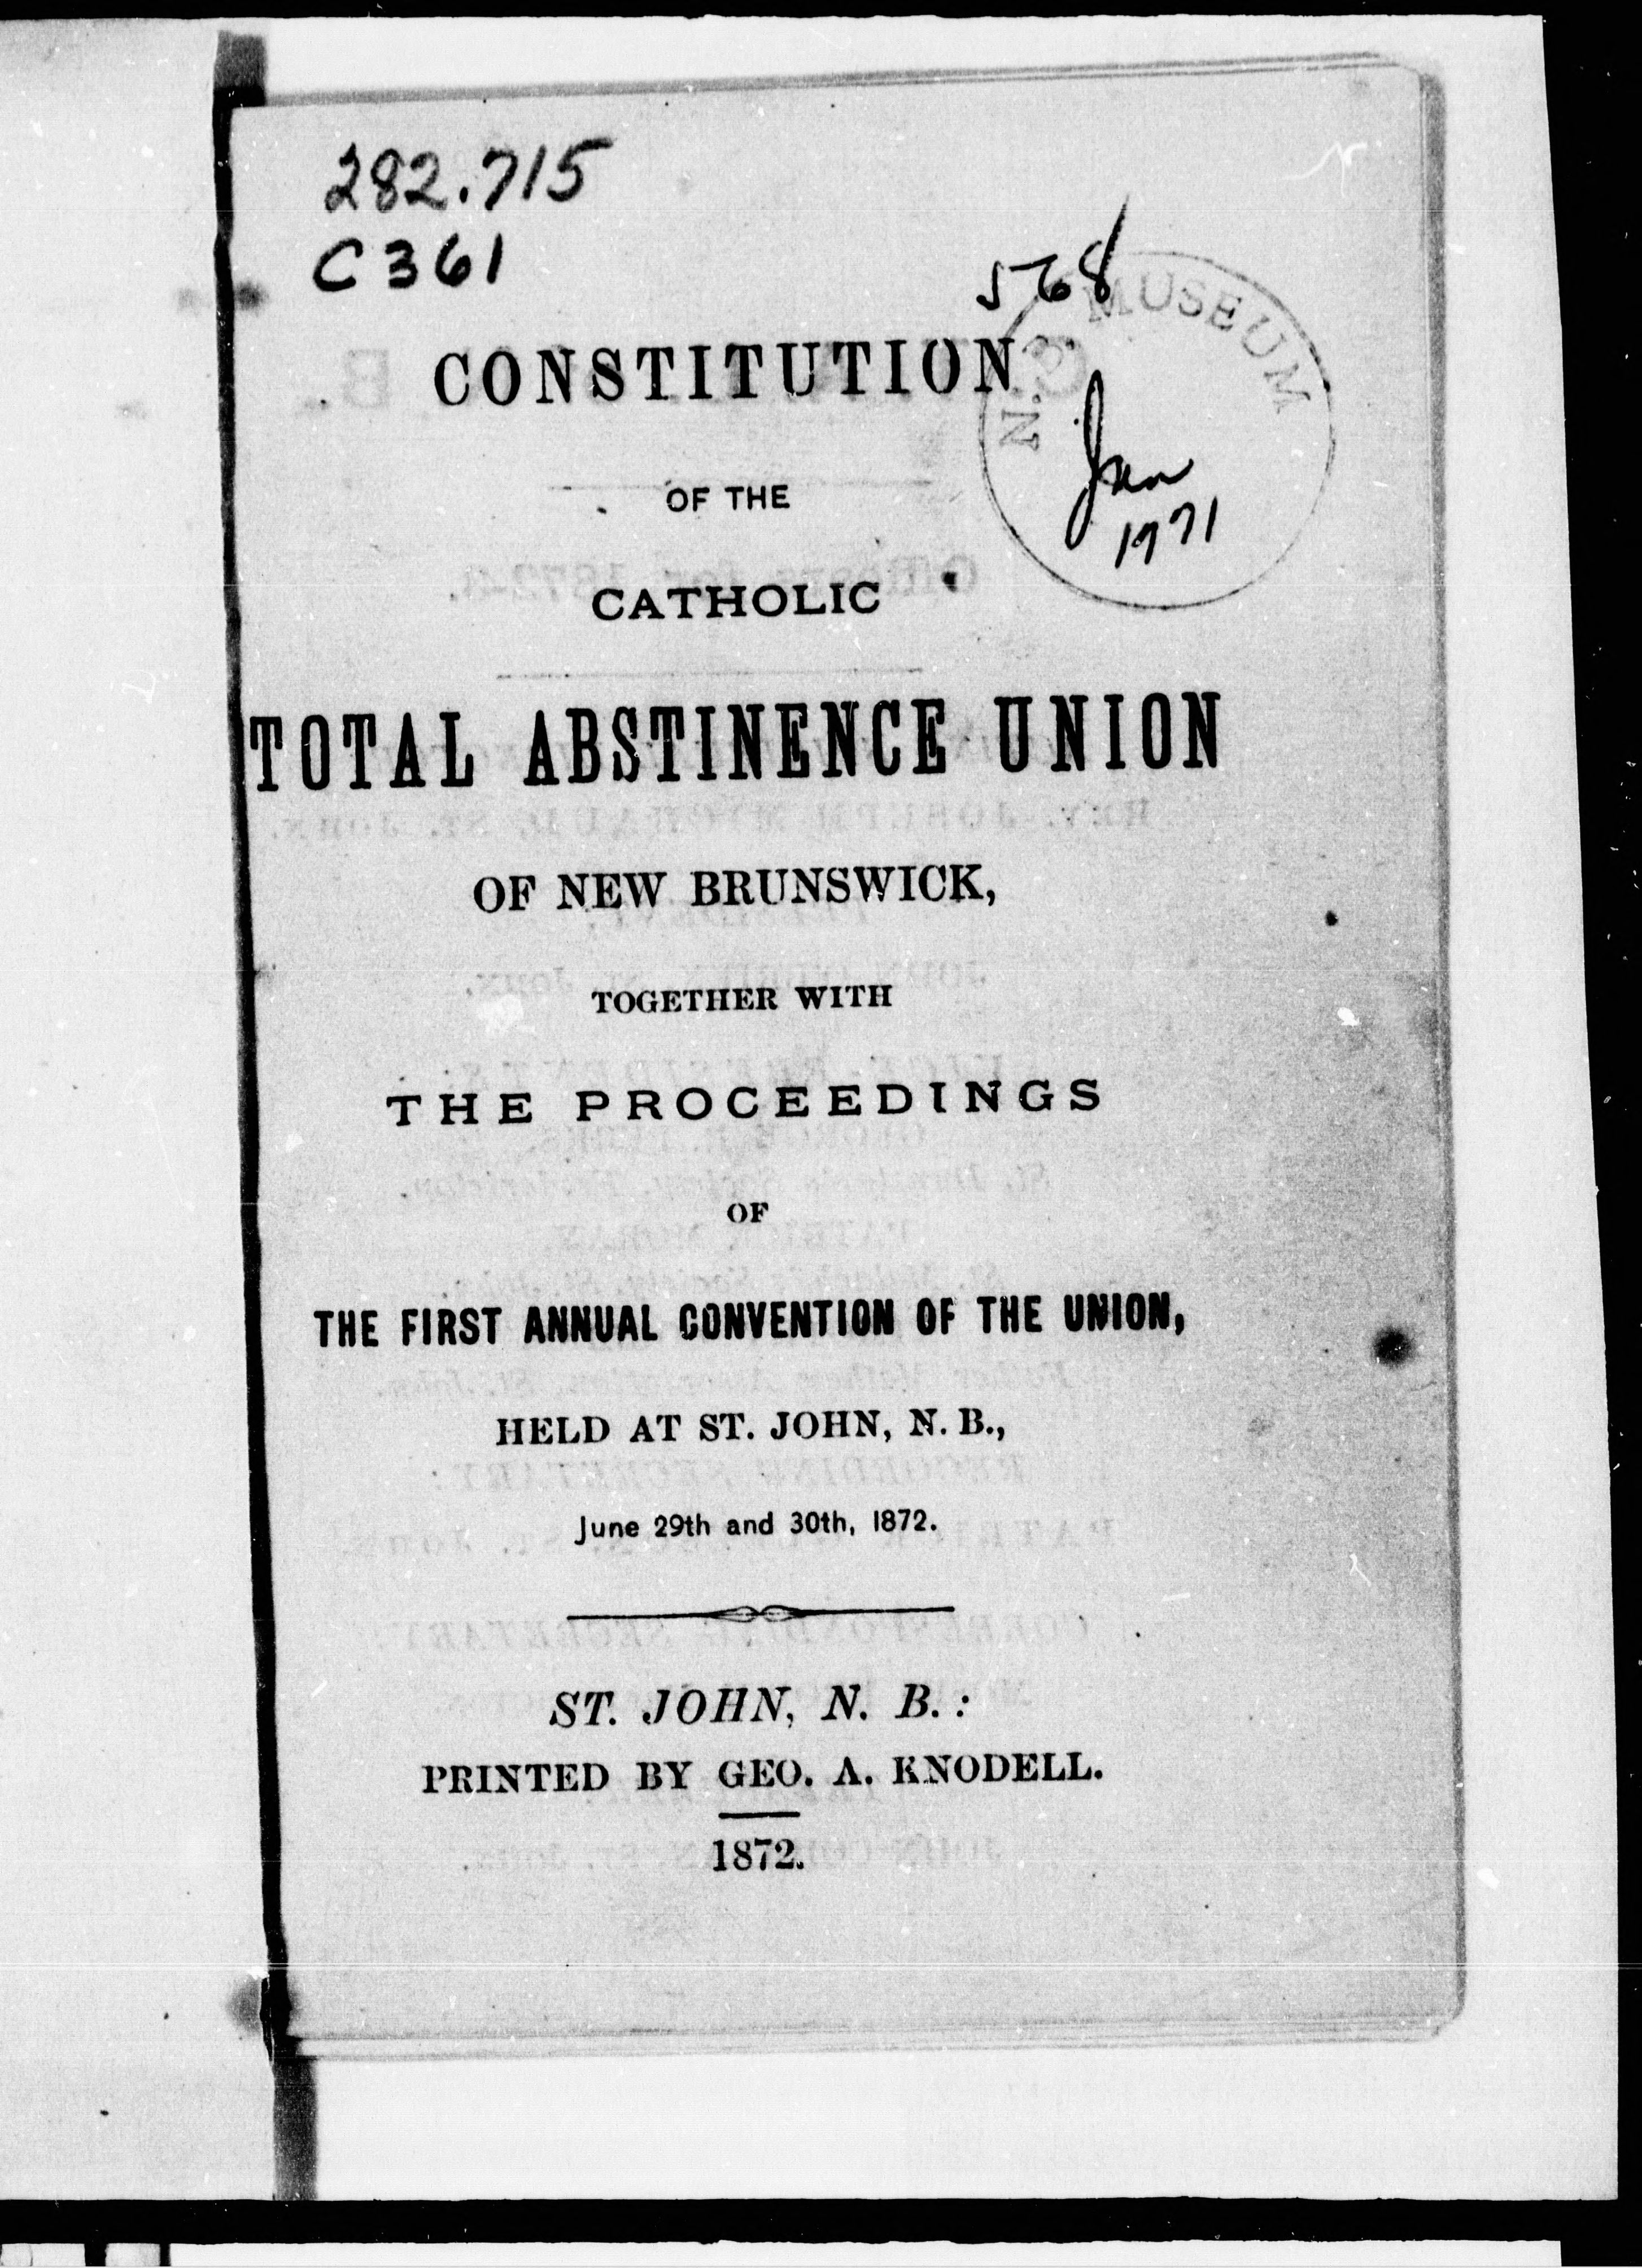 282.715
C361
568
N. B. MUSEUM
Jan
1971
CONSTITUTION
OF THE
CATHOLIC
TOTAL ABSTINENCE UNION
OF NEW BRUNSWICK,
TOGETHER WITH
THE PROCEEDINGS
OF
THE FIRST ANNUAL CONVENTION OF THE UNION,
HELD AT ST. JOHN, N. B.,
June 29th and 30th, 1872.
ST. JOHN, N. B.:
PRINTED BY GEO. A. KNODELL.
1872.